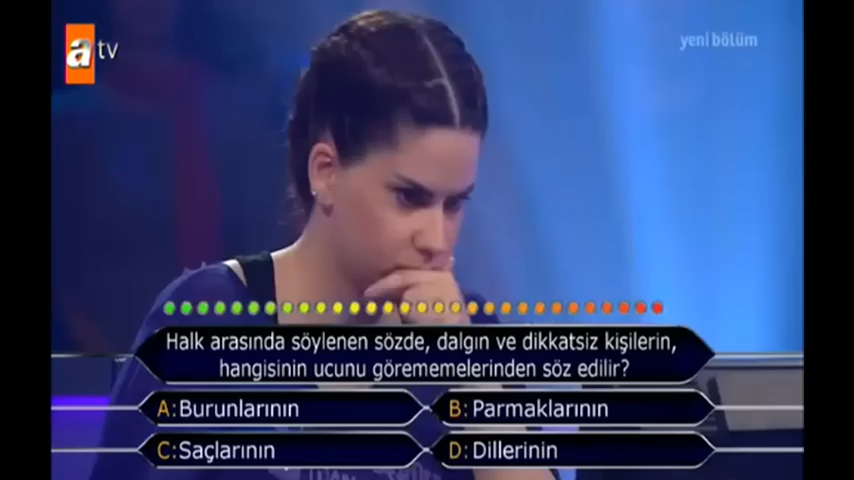 atv
yeni bölüm
Halk arasında söylenen sözde, dalgın ve dikkatsiz kişilerin,
hangisinin ucunu görememelerinden söz edilir?
A: Burunlarının
B: Parmaklarının
C: Saçlarının
D: Dillerinin